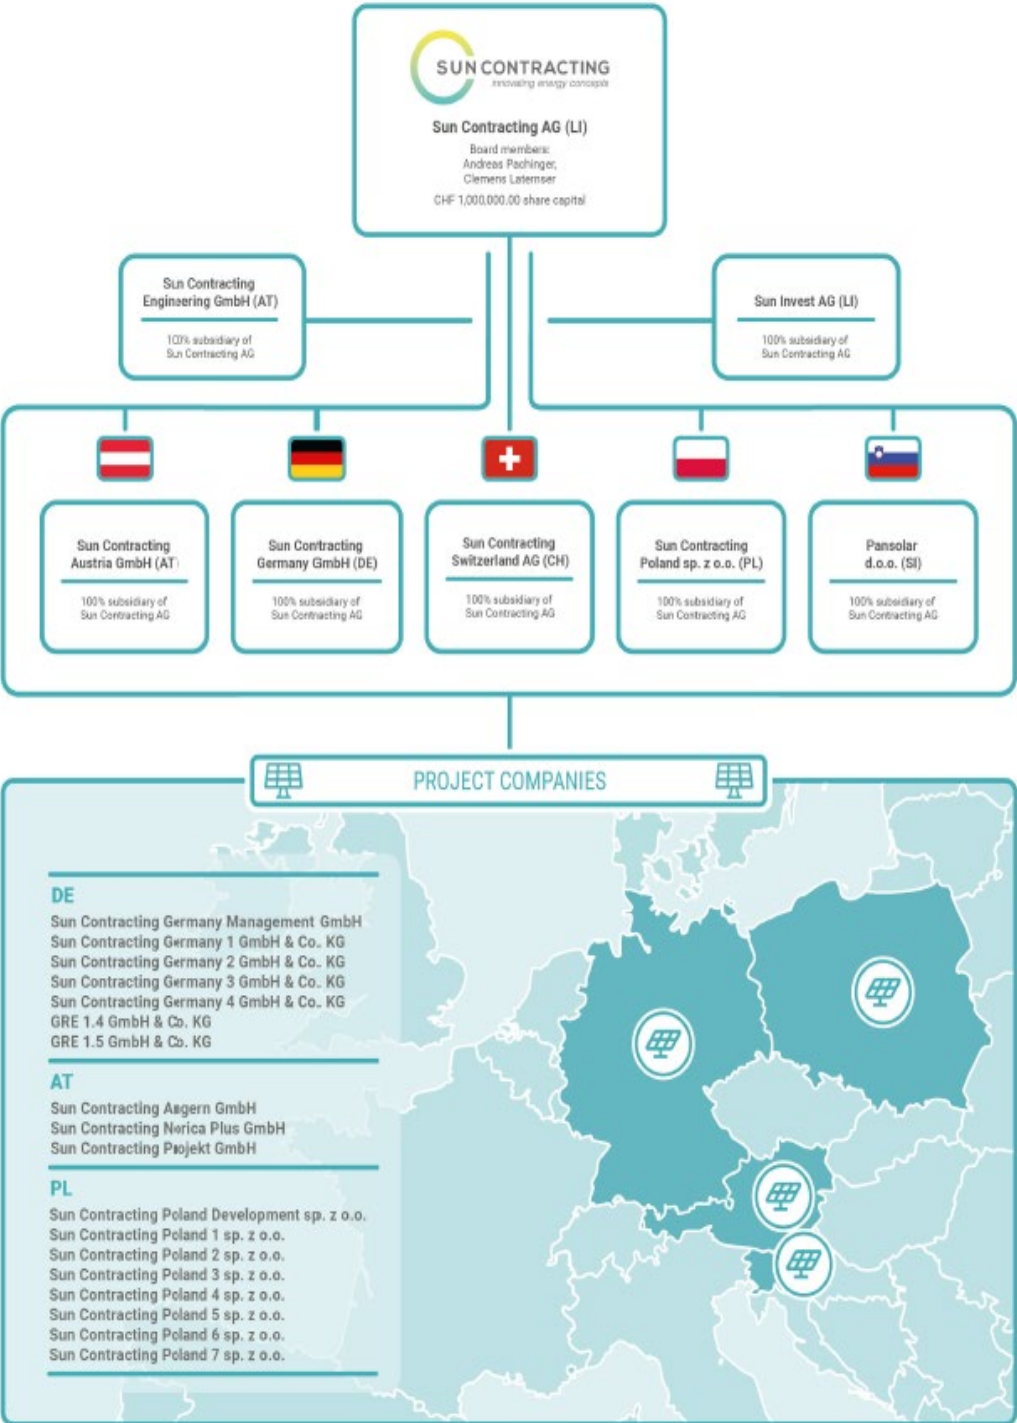 SUN CONTRACTING
innovating energy concepts
Sun Contracting AG (LI)
Board members:
Andreas Pachinger,
Clemens Laternser
CHF 1,000,000.00 share capital
Sun Contracting
Engineering GmbH (AT)
100% subsidiary of
Sun Contracting AG
Sun Invest AG (LI)
100% subsidiary of
Sun Contracting AG
Sun Contracting
Austria GmbH (AT)
100% subsidiary of
Sun Contracting AG
Sun Contracting
Germany GmbH (DE)
100% subsidiary of
Sun Contracting AG
Sun Contracting
Switzerland AG (CH)
100% subsidiary of
Sun Contracting AG
Sun Contracting
Poland sp. z o.o. (PL)
100% subsidiary of
Sun Contracting AG
Pansolar
d.o.o. (SI)
100% subsidiary of
Sun Contracting AG
PROJECT COMPANIES
DE
Sun Contracting Germany Management GmbH
Sun Contracting Germany 1 GmbH & Co. KG
Sun Contracting Germany 2 GmbH & Co. KG
Sun Contracting Germany 3 GmbH & Co. KG
Sun Contracting Germany 4 GmbH & Co. KG
GRE 1.4 GmbH & Co. KG
GRE 1.5 GmbH & Co. KG
AT
Sun Contracting Angern GmbH
Sun Contracting Norica Plus GmbH
Sun Contracting Projekt GmbH
PL
Sun Contracting Poland Development sp. z o.o.
Sun Contracting Poland 1 sp. z o.o.
Sun Contracting Poland 2 sp. z o.o.
Sun Contracting Poland 3 sp. z o.o.
Sun Contracting Poland 4 sp. z o.o.
Sun Contracting Poland 5 sp. z o.o.
Sun Contracting Poland 6 sp. z o.o.
Sun Contracting Poland 7 sp. z o.o.